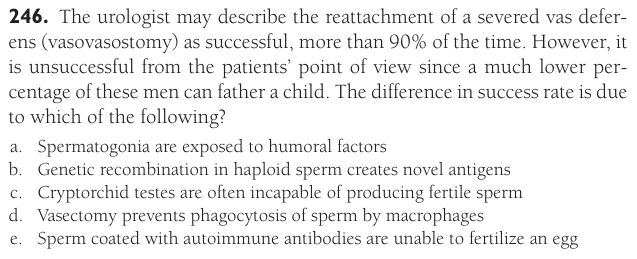 246. The urologist may describe the reattachment of a severed vas defer-
ens (vasovasostomy) as successful, more than 90% of the time. However, it
is unsuccessful from the patients' point of view since a much lower per-
centage of these men can father a child. The difference in success rate is due
to which of the following?
a. Spermatogonia are exposed to humoral factors
b. Genetic recombination in haploid sperm creates novel antigens
c. Cryptorchid testes are often incapable of producing fertile sperm
d. Vasectomy prevents phagocytosis of sperm by macrophages
e. Sperm coated with autoimmune antibodies are unable to fertilize an egg